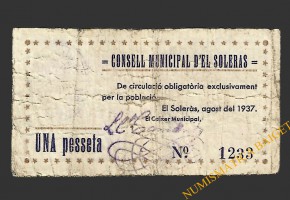 = CONSELL MUNICIPAL D'EL SOLERAS =
De circulació obligatòria exclusivament
per la població.
El Soleràs, agost del 1937.
El Caixer Municipal,
UNA pesseta
Nº. 1233
NUMISMATICA